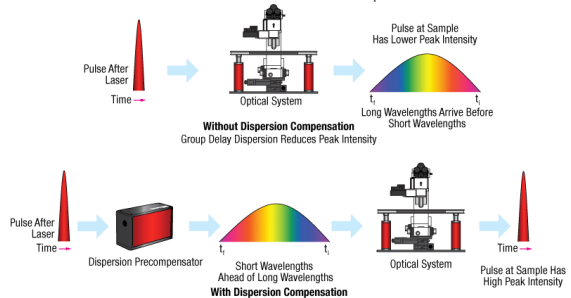 Pulse After
Laser
Time
Optical System
Pulse at Sample
Has Lower Peak Intensity
t
t
Long Wavelengths Arrive Before
Short Wavelengths
Without Dispersion Compensation
Group Delay Dispersion Reduces Peak Intensity
Pulse After
Laser
Time
Dispersion Precompensator
t
t
Short Wavelengths
Ahead of Long Wavelengths
With Dispersion Compensation
Optical System
Time
Pulse at Sample Has
High Peak Intensity